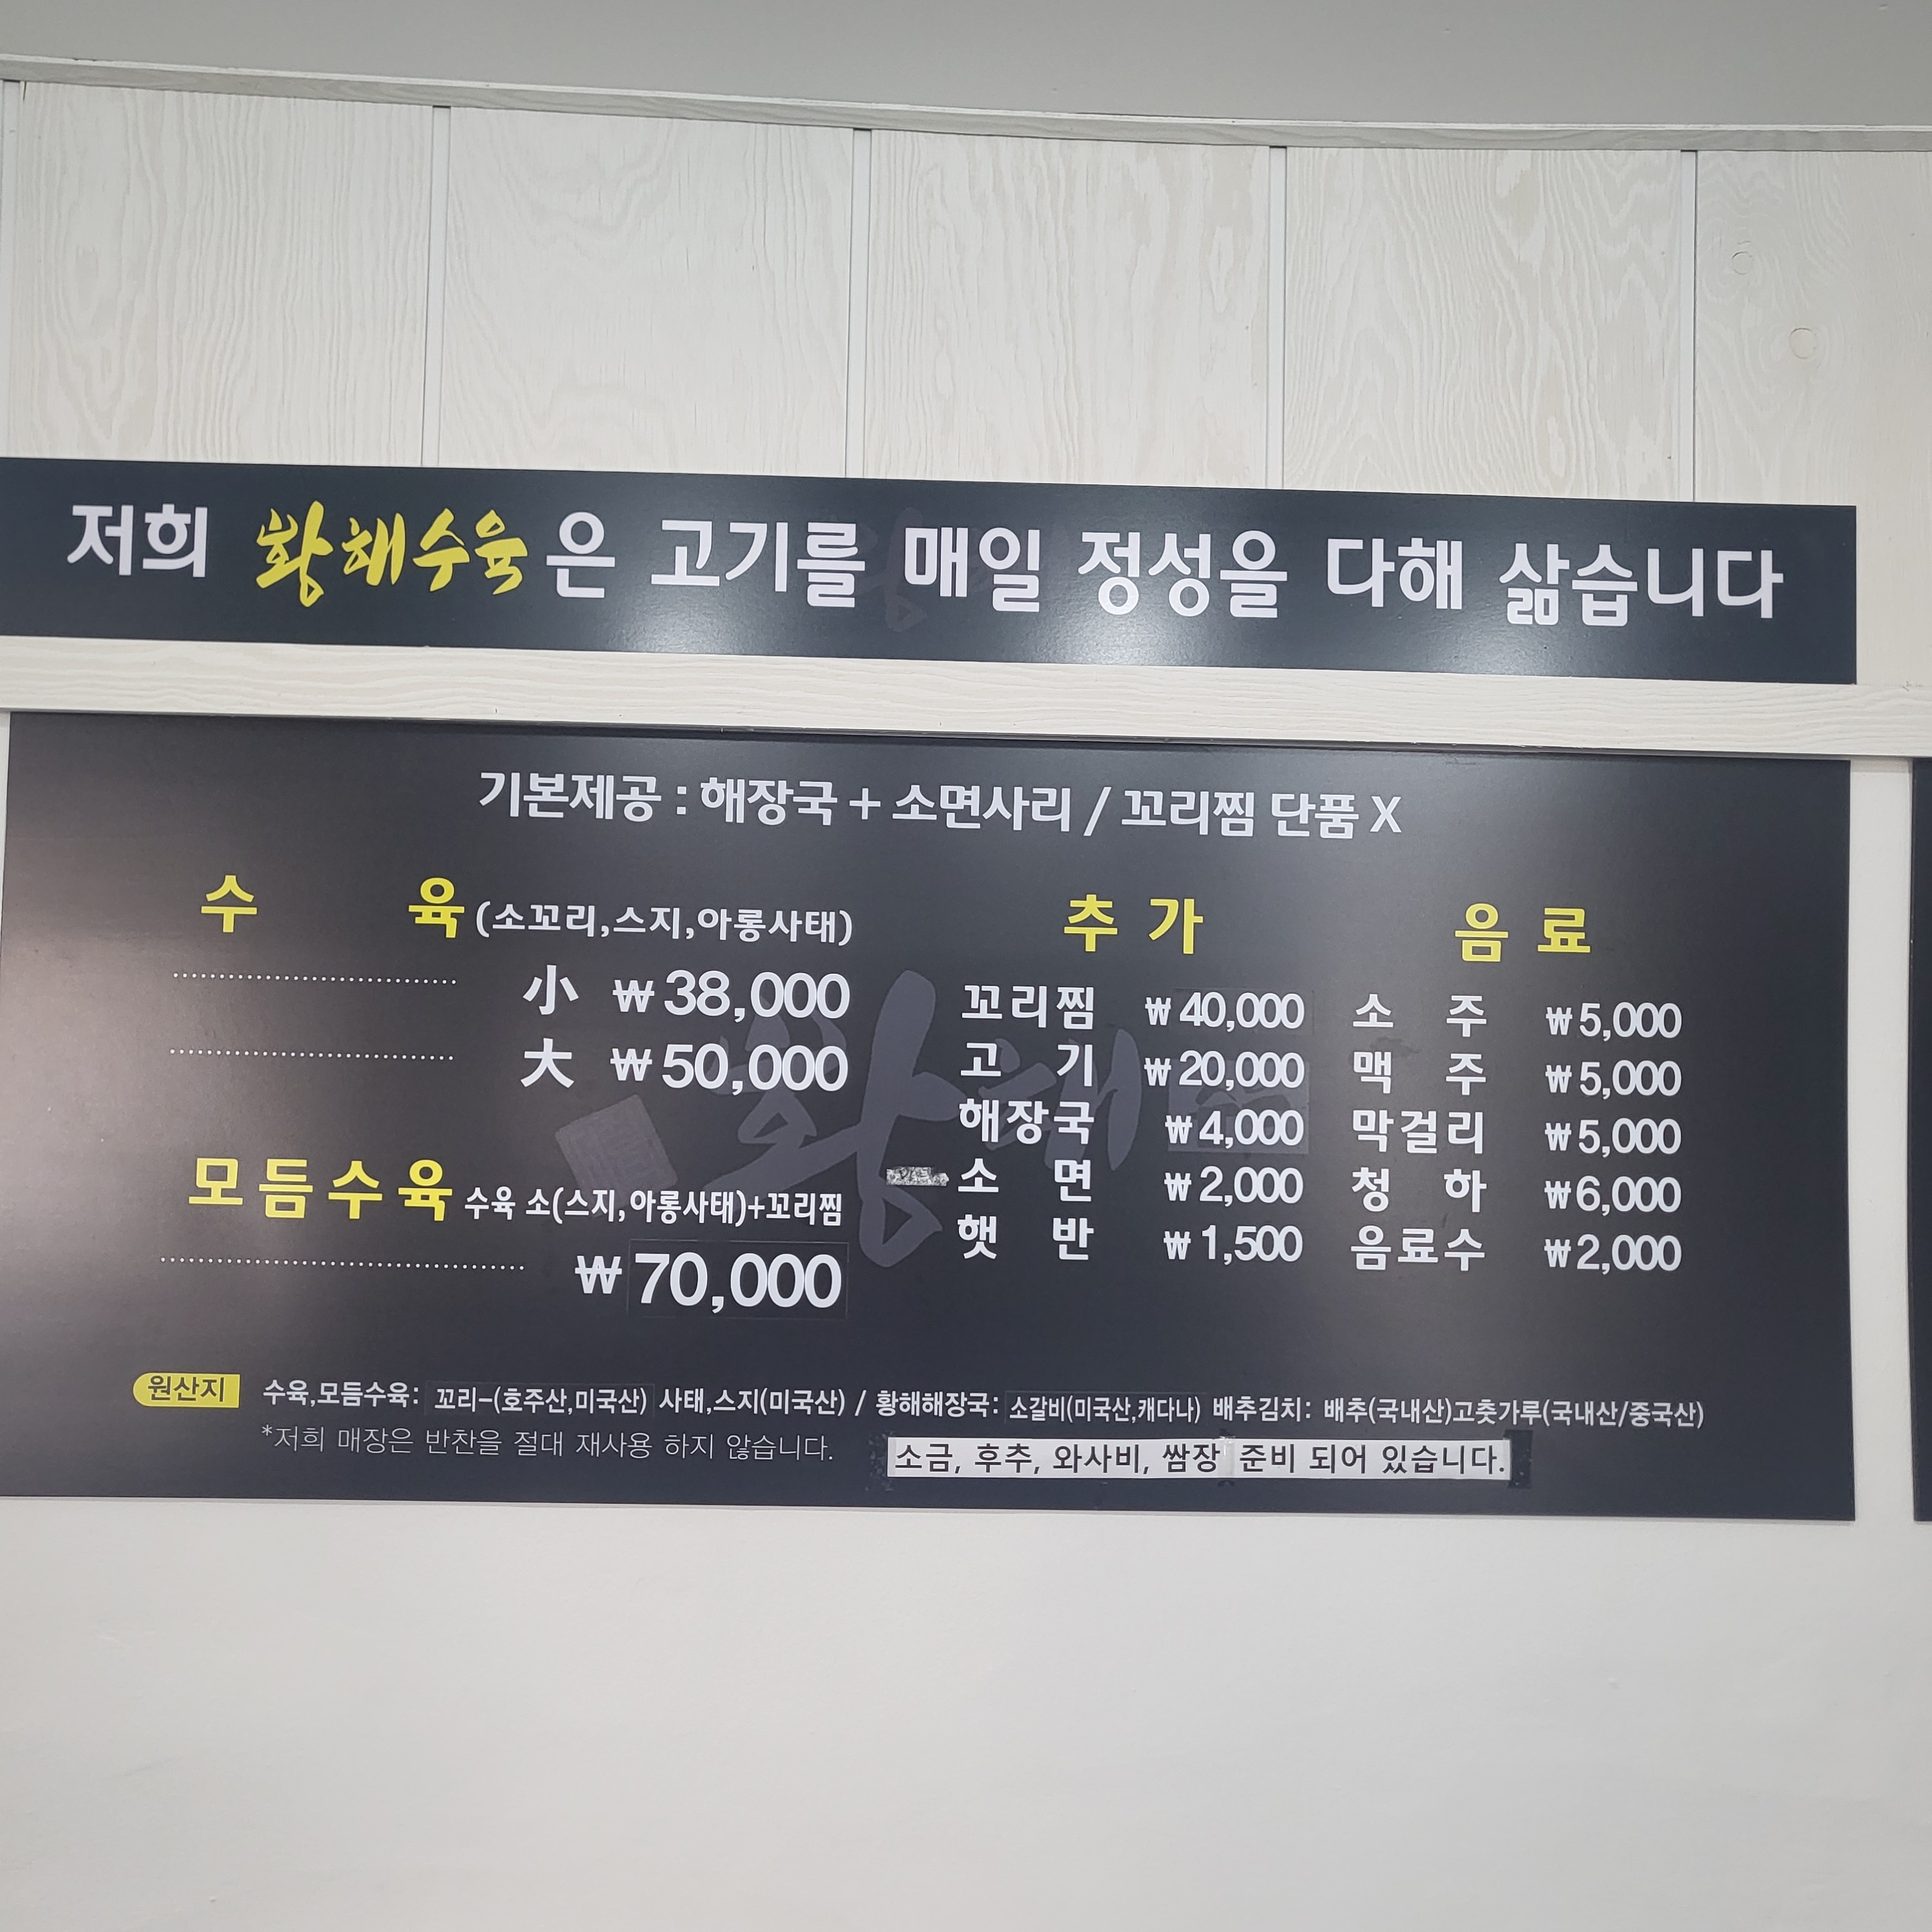 저희 황해수육은 고기를 매일 정성을 다해 삶습니다
기본제공 : 해장국 + 소면사리 / 꼬리찜 단품 X
수 육 (소꼬리,스지,아롱사태)
小 ₩38,000
大 ₩50,000
모듬수육 수육 소(스지,아롱사태)+꼬리찜
₩70,000
추 가
꼬리찜 ₩40,000
고 기 ₩20,000
해장국 ₩4,000
소 면 ₩2,000
햇 반 ₩1,500
음 료
소 주 ₩5,000
맥 주 ₩5,000
막걸리 ₩5,000
청 하 ₩6,000
음료수 ₩2,000
원산지 수육,모듬수육: 꼬리-(호주산,미국산) 사태,스지(미국산) / 황해해장국: 소갈비(미국산,캐다나) 배추김치: 배추(국내산)고춧가루(국내산/중국산)
*저희 매장은 반찬을 절대 재사용 하지 않습니다.
소금, 후추, 와사비, 쌈장 준비 되어 있습니다.